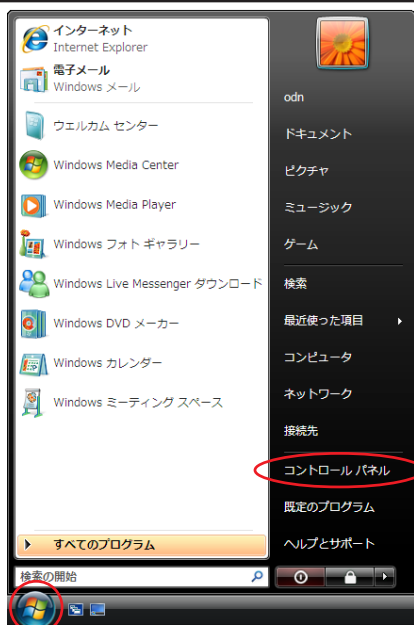 インターネット
Internet Explorer
電子メール
Windows メール
ウェルカム センター
Windows Media Center
Windows Media Player
Windows フォト ギャラリー
Windows Live Messenger ダウンロード
Windows DVD メーカー
Windows カレンダー
Windows ミーティング スペース
すべてのプログラム
検索の開始
odn
ドキュメント
ピクチャ
ミュージック
ゲーム
検索
最近使った項目
コンピュータ
ネットワーク
接続先
コントロール パネル
既定のプログラム
ヘルプとサポート